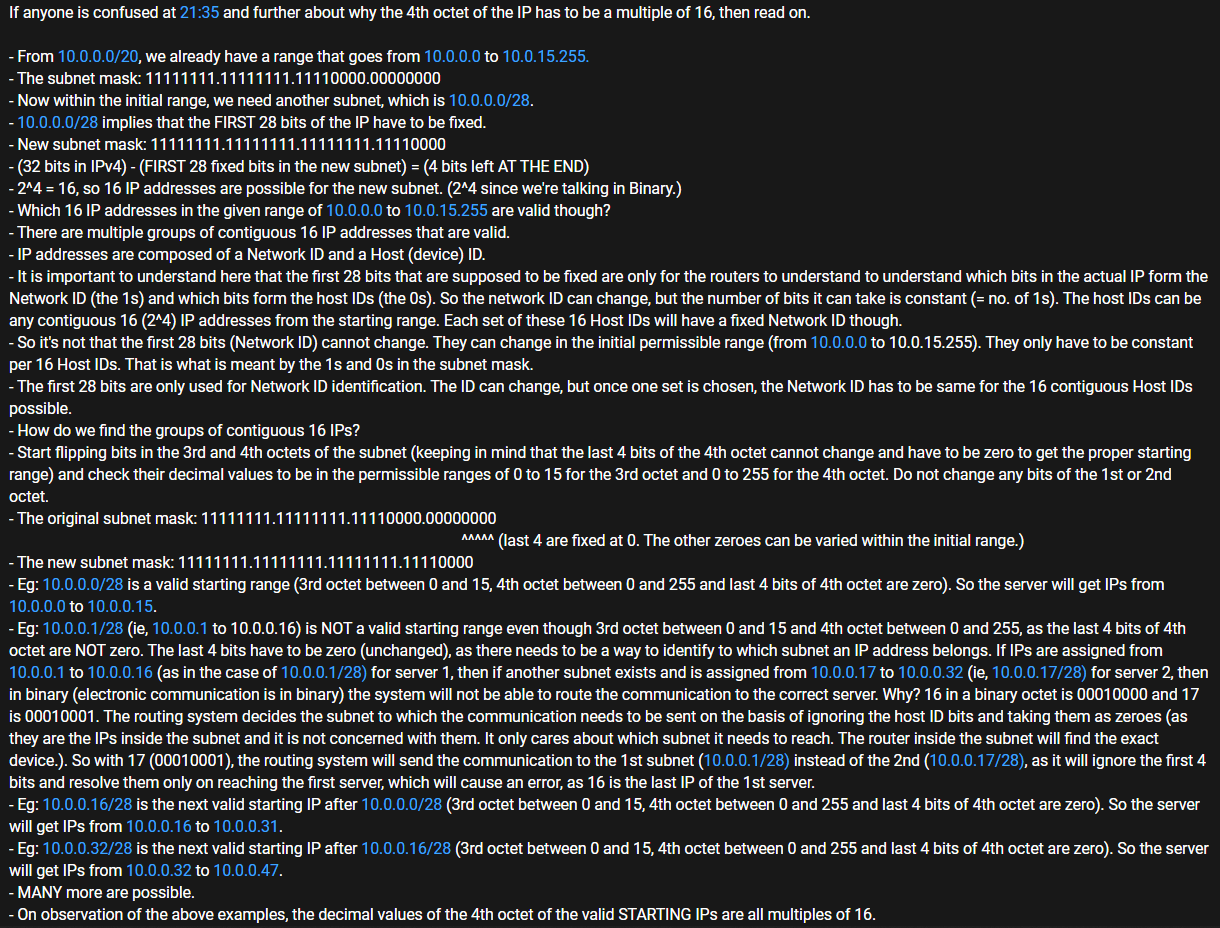 If anyone is confused at 21:35 and further about why the 4th octet of the IP has to be a multiple of 16, then read on.
- From 10.0.0.0/20, we already have a range that goes from 10.0.0.0 to 10.0.15.255.
- The subnet mask: 11111111.11111111.11110000.00000000
- Now within the initial range, we need another subnet, which is 10.0.0.0/28.
- 10.0.0.0/28 implies that the FIRST 28 bits of the IP have to be fixed.
- New subnet mask: 11111111.11111111.11111111.11110000
- (32 bits in IPv4) - (FIRST 28 fixed bits in the new subnet) = (4 bits left AT THE END)
- 2^4 = 16, so 16 IP addresses are possible for the new subnet. (2^4 since we're talking in Binary.)
- Which 16 IP addresses in the given range of 10.0.0.0 to 10.0.15.255 are valid though?
- There are multiple groups of contiguous 16 IP addresses that are valid.
- IP addresses are composed of a Network ID and a Host (device) ID.
- It is important to understand here that the first 28 bits that are supposed to be fixed are only for the routers to understand to understand which bits in the actual IP form the
Network ID (the 1s) and which bits form the host IDs (the 0s). So the network ID can change, but the number of bits it can take is constant (= no. of 1s). The host IDs can be
any contiguous 16 (2^4) IP addresses from the starting range. Each set of these 16 Host IDs will have a fixed Network ID though.
- So it's not that the first 28 bits (Network ID) cannot change. They can change in the initial permissible range (from 10.0.0.0 to 10.0.15.255). They only have to be constant
per 16 Host IDs. That is what is meant by the 1s and 0s in the subnet mask.
- The first 28 bits are only used for Network ID identification. The ID can change, but once one set is chosen, the Network ID has to be same for the 16 contiguous Host IDs
possible.
- How do we find the groups of contiguous 16 IPs?
- Start flipping bits in the 3rd and 4th octets of the subnet (keeping in mind that the last 4 bits of the 4th octet cannot change and have to be zero to get the proper starting
range) and check their decimal values to be in the permissible ranges of 0 to 15 for the 3rd octet and 0 to 255 for the 4th octet. Do not change any bits of the 1st or 2nd
octet.
- The original subnet mask: 11111111.11111111.11110000.00000000
^^^^^ (last 4 are fixed at 0. The other zeroes can be varied within the initial range.)
- The new subnet mask: 11111111.11111111.11111111.11110000
- Eg: 10.0.0.0/28 is a valid starting range (3rd octet between 0 and 15, 4th octet between 0 and 255 and last 4 bits of 4th octet are zero). So the server will get IPs from
10.0.0.0 to 10.0.0.15.
- Eg: 10.0.0.1/28 (ie, 10.0.0.1 to 10.0.0.16) is NOT a valid starting range even though 3rd octet between 0 and 15 and 4th octet between 0 and 255, as the last 4 bits of 4th
octet are NOT zero. The last 4 bits have to be zero (unchanged), as there needs to be a way to identify to which subnet an IP address belongs. If IPs are assigned from
10.0.0.1 to 10.0.0.16 (as in the case of 10.0.0.1/28) for server 1, then if another subnet exists and is assigned from 10.0.0.17 to 10.0.0.32 (ie, 10.0.0.17/28) for server 2, then
in binary (electronic communication is in binary) the system will not be able to route the communication to the correct server. Why? 16 in a binary octet is 00010000 and 17
is 00010001. The routing system decides the subnet to which the communication needs to be sent on the basis of ignoring the host ID bits and taking them as zeroes (as
they are the IPs inside the subnet and it is not concerned with them. It only cares about which subnet it needs to reach. The router inside the subnet will find the exact
device.). So with 17 (00010001), the routing system will send the communication to the 1st subnet (10.0.0.1/28) instead of the 2nd (10.0.0.17/28), as it will ignore the first 4
bits and resolve them only on reaching the first server, which will cause an error, as 16 is the last IP of the 1st server.
- Eg: 10.0.0.16/28 is the next valid starting IP after 10.0.0.0/28 (3rd octet between 0 and 15, 4th octet between 0 and 255 and last 4 bits of 4th octet are zero). So the server
will get IPs from 10.0.0.16 to 10.0.0.31.
- Eg: 10.0.0.32/28 is the next valid starting IP after 10.0.0.16/28 (3rd octet between 0 and 15, 4th octet between 0 and 255 and last 4 bits of 4th octet are zero). So the server
will get IPs from 10.0.0.32 to 10.0.0.47.
- MANY more are possible.
- On observation of the above examples, the decimal values of the 4th octet of the valid STARTING IPs are all multiples of 16.